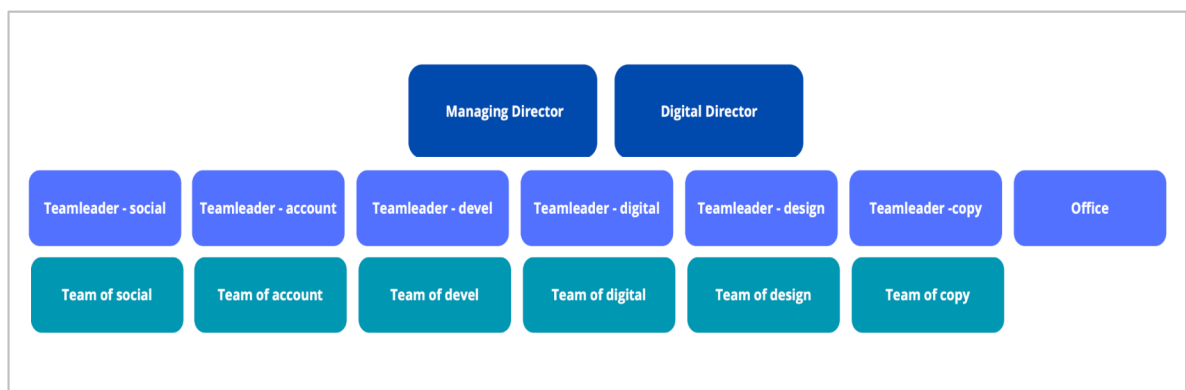 Managing Director
Digital Director
Teamleader - social
Teamleader - account
Teamleader - devel
Teamleader - digital
Teamleader - design
Teamleader -copy
Office
Team of social
Team of account
Team of devel
Team of digital
Team of design
Team of copy